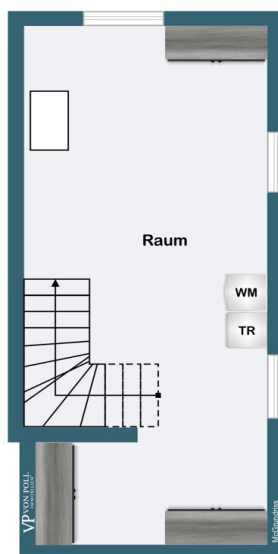 Raum
WM
TR
VP VON POLL
IMMOBILIEN
McGrundriss